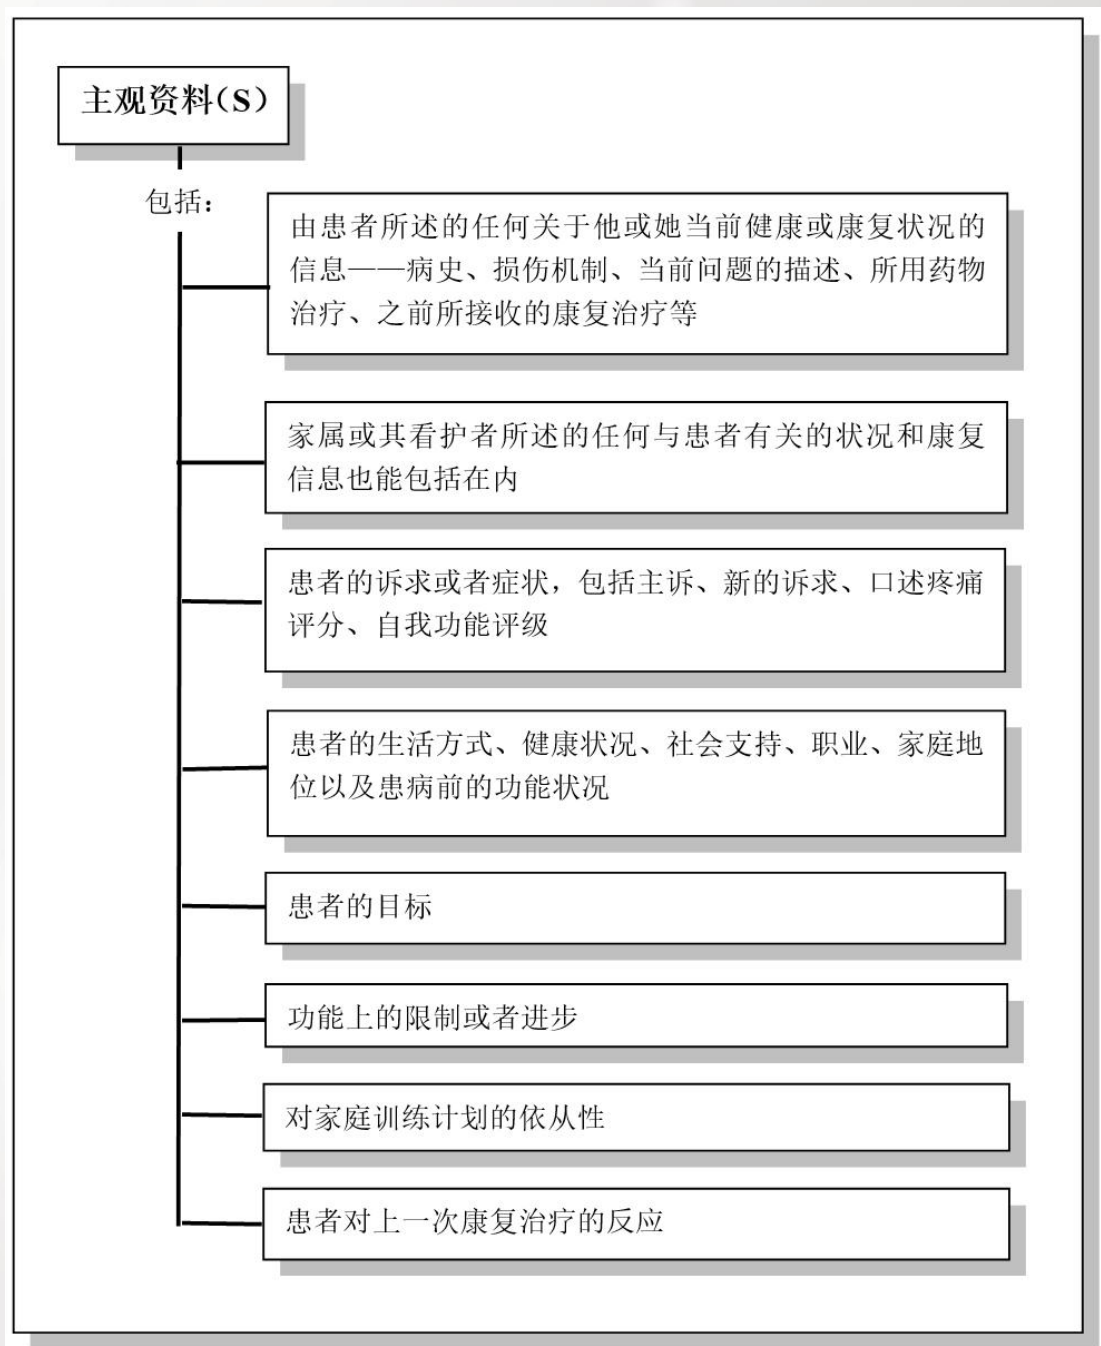 主观资料(S)
包括:
由患者所述的任何关于他或她当前健康或康复状况的
信息——病史、损伤机制、当前问题的描述、所用药物
治疗、之前所接收的康复治疗等
家属或其看护者所述的任何与患者有关的状况和康复
信息也能包括在内
患者的诉求或者症状，包括主诉、新的诉求、口述疼痛
评分、自我功能评级
患者的生活方式、健康状况、社会支持、职业、家庭地
位以及患病前的功能状况
患者的目标
功能上的限制或者进步
对家庭训练计划的依从性
患者对上一次康复治疗的反应